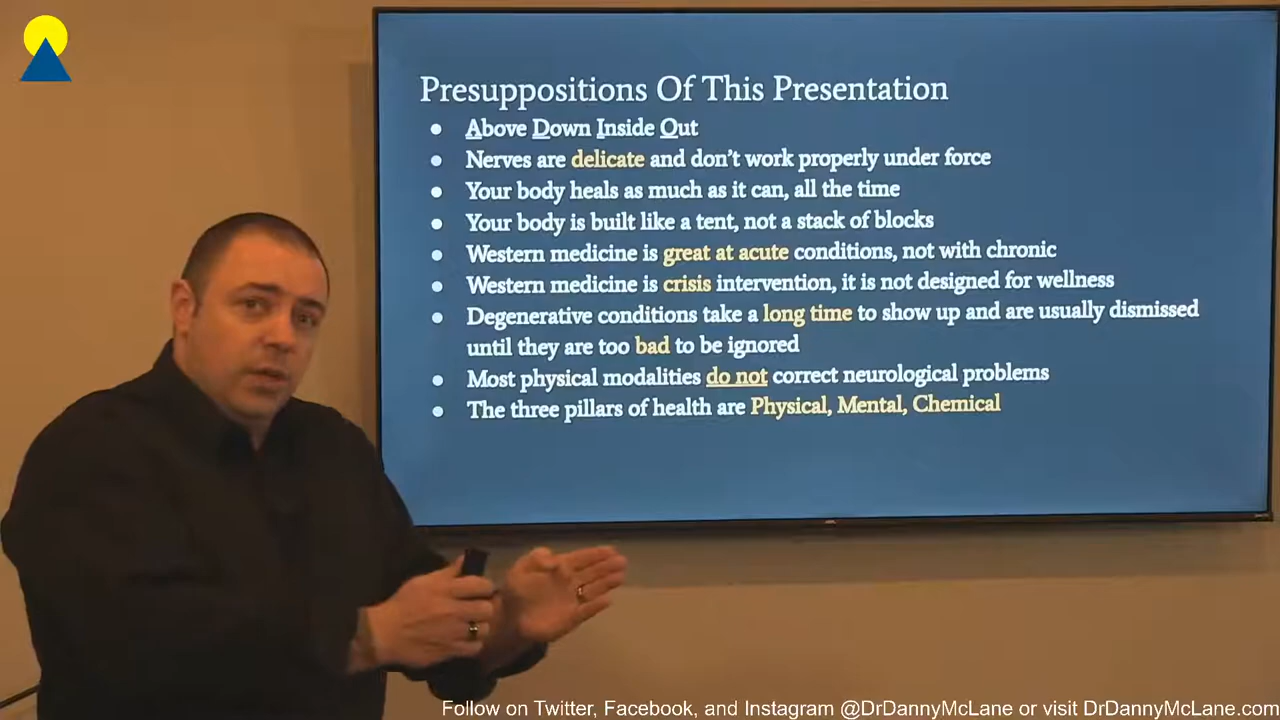 Presuppositions Of This Presentation
Above Down Inside Out
Nerves are delicate and don't work properly under force
Your body heals as much as it can, all the time
Your body is built like a tent, not a stack of blocks
Western medicine is great at acute conditions, not with chronic
Western medicine is crisis intervention, it is not designed for wellness
Degenerative conditions take a long time to show up and are usually dismissed
until they are too bad to be ignored
Most physical modalities do not correct neurological problems
The three pillars of health are Physical, Mental, Chemical
Follow on Twitter, Facebook, and Instagram @DrDannyMcLane or visit DrDannyMcLane.com